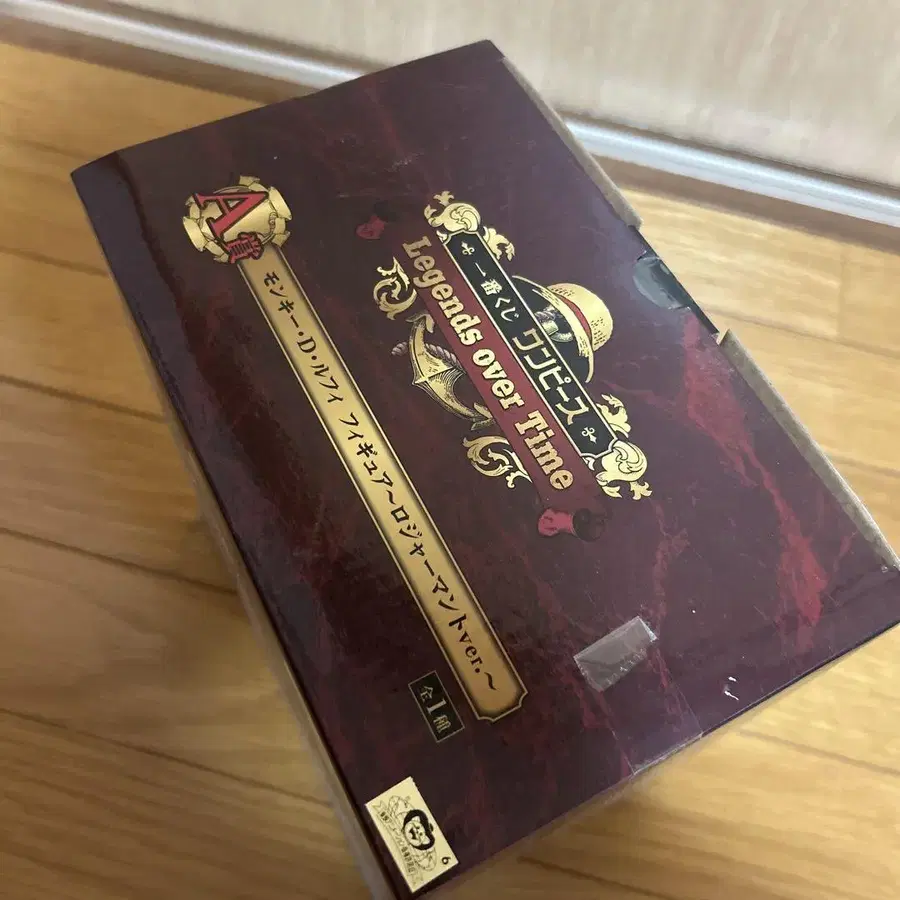 一番くじ ワンピース
Legends over Time
A賞
モンキー・D・ルフィ フィギュア～ロジャーマントver.～
全1種
6